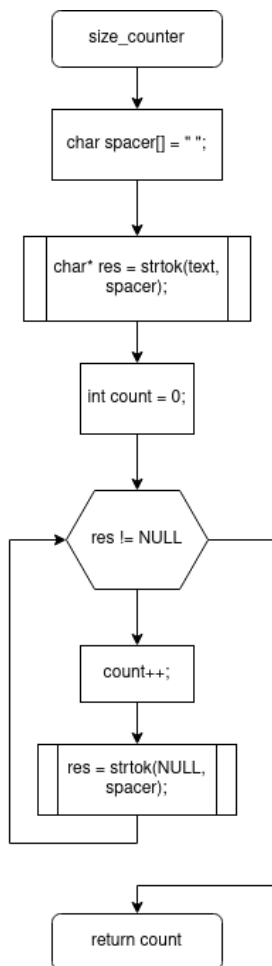 size_counter
char spacer[] = " ";
char* res = strtok(text,
spacer);
int count = 0;
res != NULL
count++;
res = strtok(NULL,
spacer);
return count